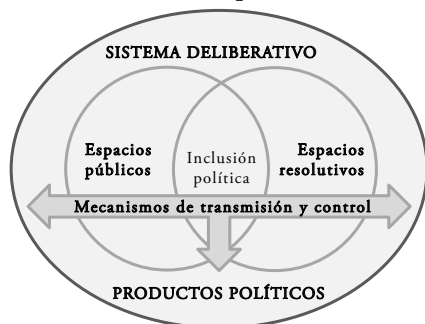 SISTEMA DELIBERATIVO
Espacios
públicos
Inclusión
política
Espacios
resolutivos
Mecanismos de transmisión y control
PRODUCTOS POLÍTICOS